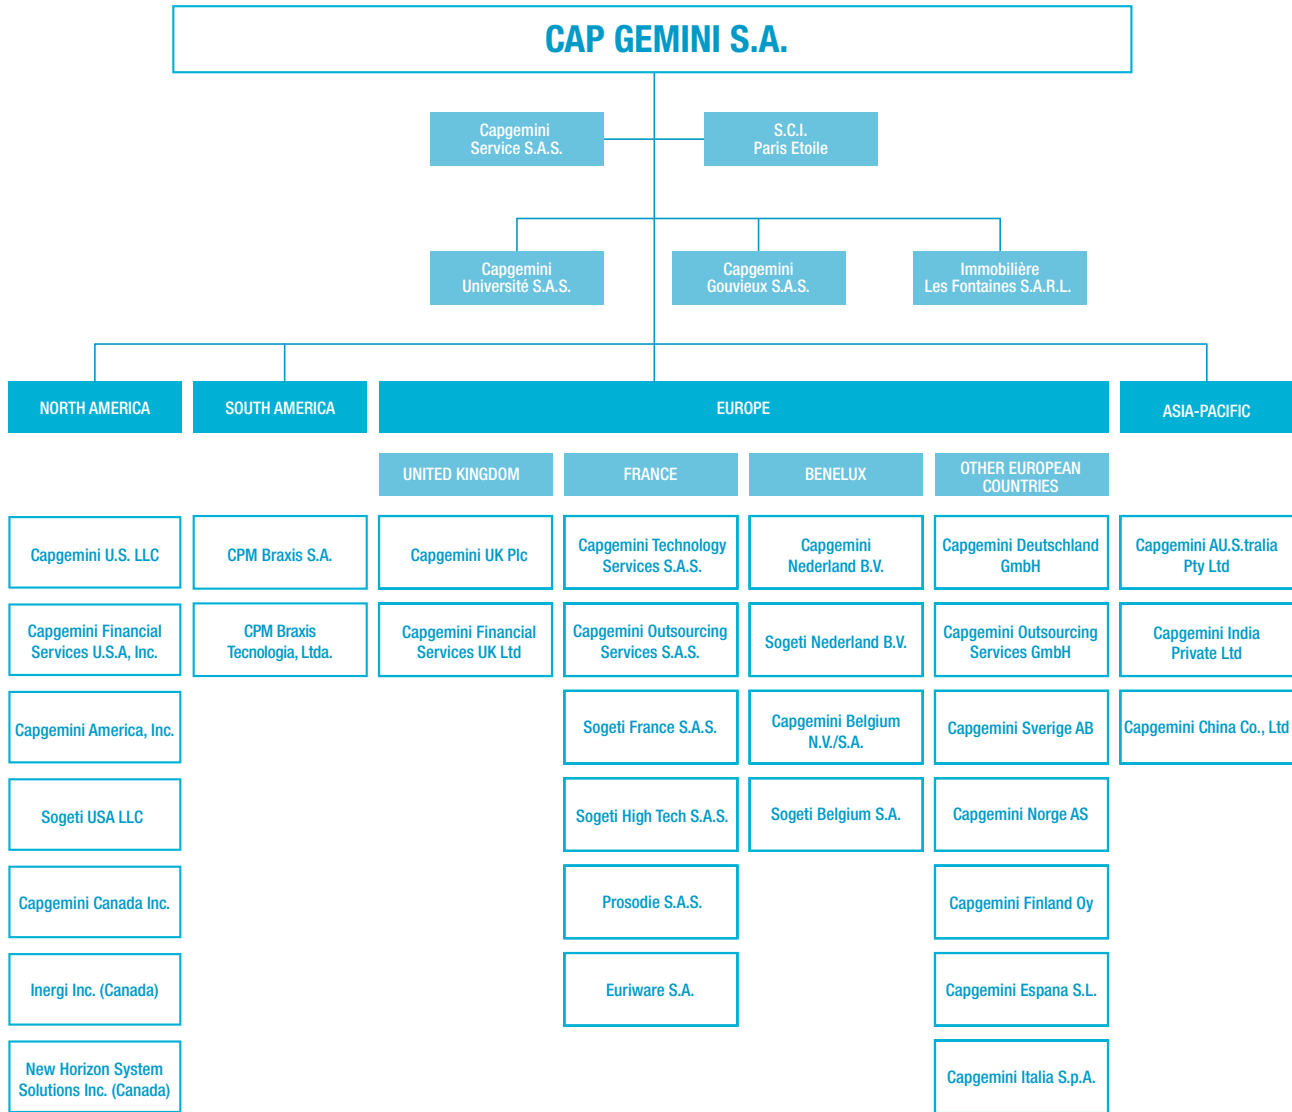 CAP GEMINI S.A.
Capgemini
Service S.A.S.
S.C.I.
Paris Etoile
Capgemini
Université S.A.S.
Capgemini
Gouvieux S.A.S.
Immobilière
Les Fontaines S.A.R.L.
NORTH AMERICA
SOUTH AMERICA
EUROPE
ASIA-PACIFIC
UNITED KINGDOM
FRANCE
BENELUX
OTHER EUROPEAN
COUNTRIES
Capgemini U.S. LLC
CPM Braxis S.A.
Capgemini UK Plc
Capgemini Technology
Services S.A.S.
Capgemini
Nederland B.V.
Capgemini Deutschland
GmbH
Capgemini AU.S.tralia
Pty Ltd
Capgemini Financial
Services U.S.A, Inc.
CPM Braxis
Tecnologia, Ltda.
Capgemini Financial
Services UK Ltd
Capgemini Outsourcing
Services S.A.S.
Sogeti Nederland B.V.
Capgemini Outsourcing
Services GmbH
Capgemini India
Private Ltd
Capgemini America, Inc.
Sogeti France S.A.S.
Capgemini Belgium
N.V./S.A.
Capgemini Sverige AB
Capgemini China Co., Ltd
Sogeti USA LLC
Sogeti High Tech S.A.S.
Sogeti Belgium S.A.
Capgemini Norge AS
Capgemini Canada Inc.
Prosodie S.A.S.
Capgemini Finland Oy
Inergi Inc. (Canada)
Euriware S.A.
Capgemini Espana S.L.
New Horizon System
Solutions Inc. (Canada)
Capgemini Italia S.p.A.